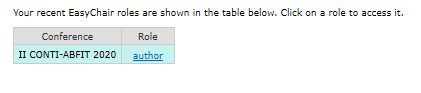 Your recent EasyChair roles are shown in the table below. Click on a role to access it.
Conference Role
II CONTI-ABFIT 2020 author